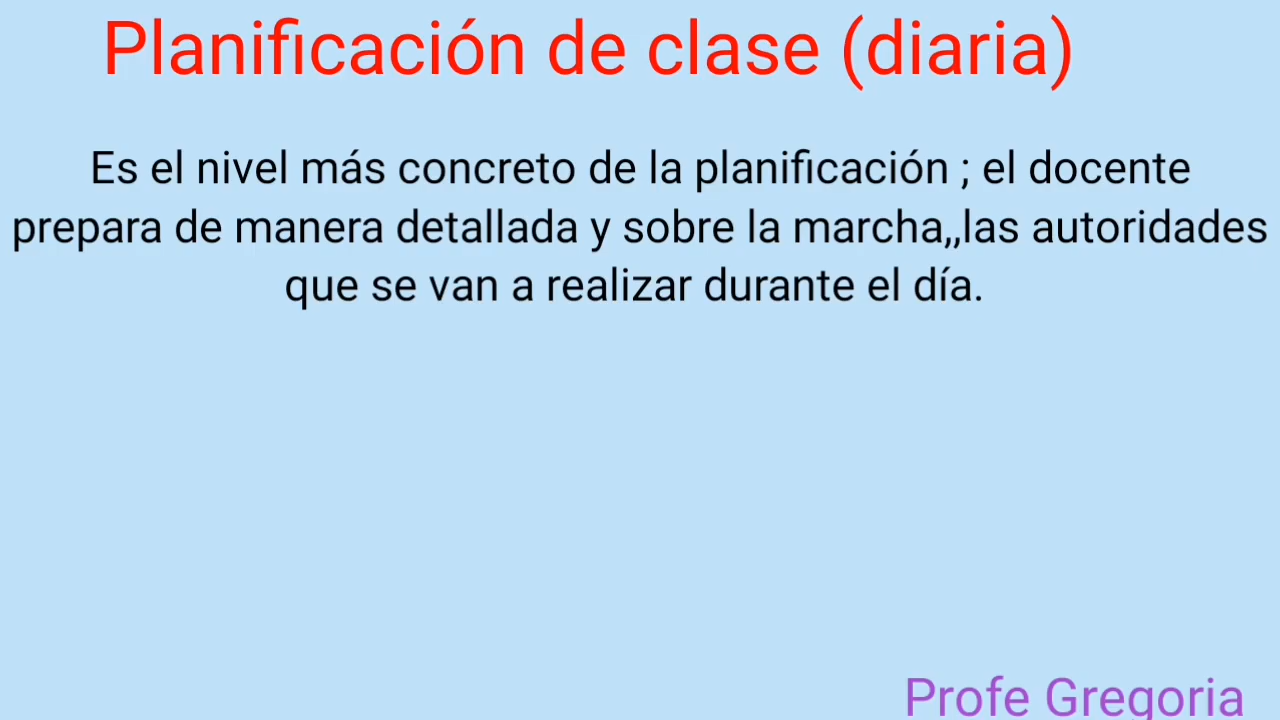 Planificación de clase (diaria)
Es el nivel más concreto de la planificación ; el docente
prepara de manera detallada y sobre la marcha,,las autoridades
que se van a realizar durante el día.
Profe Gregoria